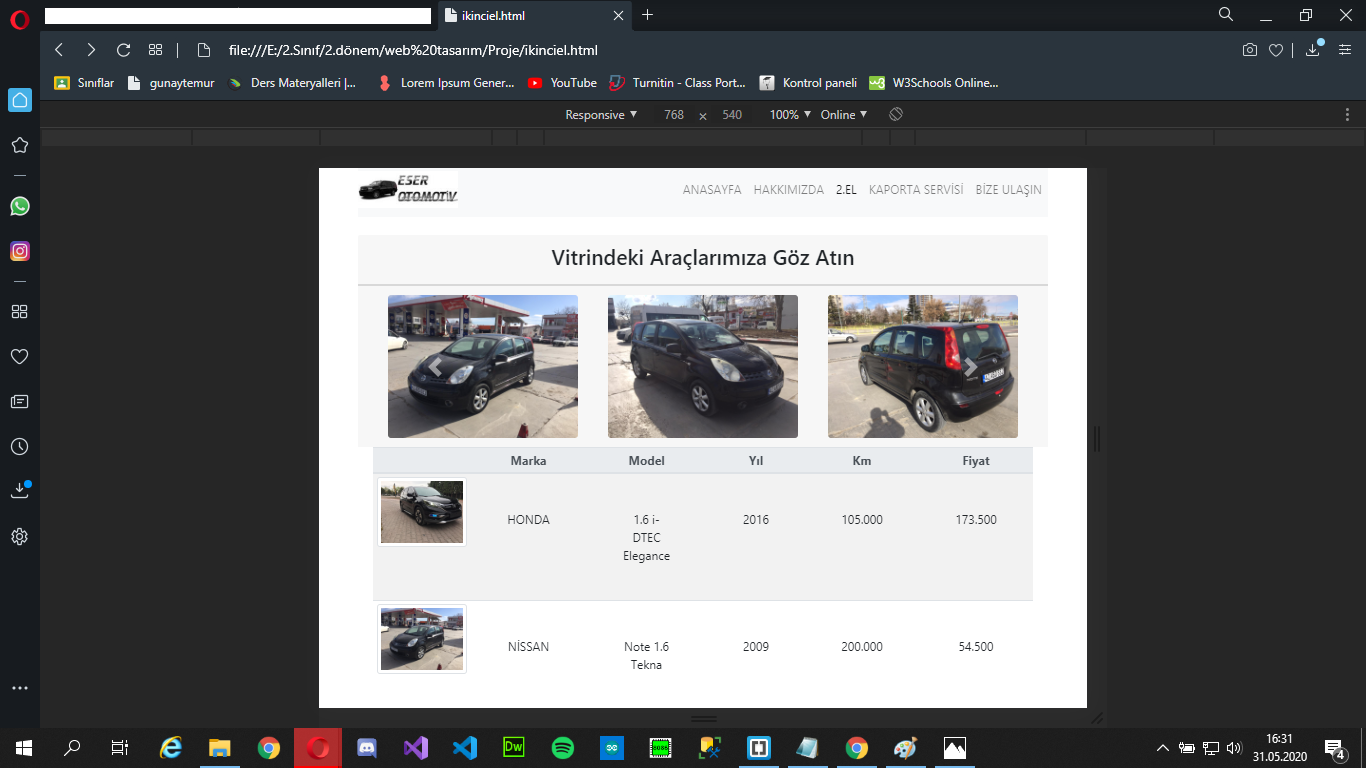 ikinciel.html
file:///E:/2.Sınıf/2.dönem/web%20tasarım/Proje/ikinciel.html
Sınıflar gunaytemur Ders Materyalleri |... Lorem Ipsum Gener... YouTube Turnitin - Class Port... Kontrol paneli W3Schools Online...
Responsive 768 x 540 100% Online
ESER
OTOMOTİV
ANASAYFA HAKKIMIZDA 2.EL KAPORTA SERVİSİ BİZE ULAŞIN
Vitrindeki Araçlarımıza Göz Atın
Marka Model Yıl Km Fiyat
HONDA 1.6 i- 2016 105.000 173.500
DTEC
Elegance
NİSSAN Note 1.6 2009 200.000 54.500
Tekna
Dw
16:31
31.05.2020
4